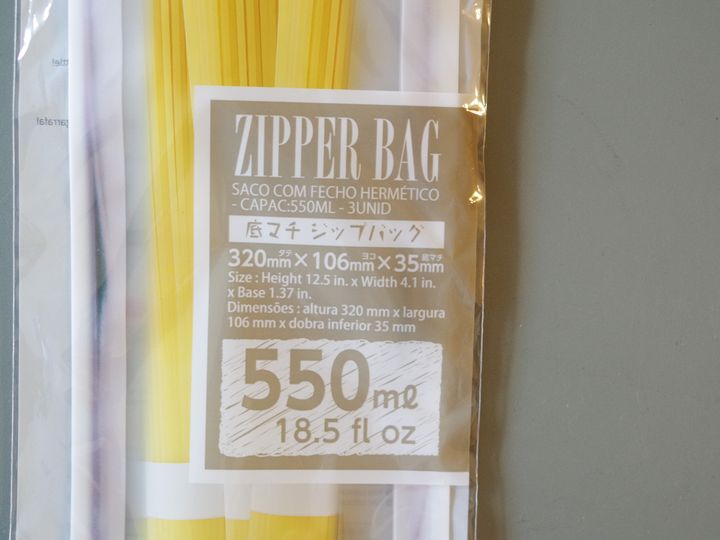 ZIPPER BAG
SACO COM FECHO HERMÉTICO
- CAPAC:550ML - 3UNID
底マチ ジップバッグ
タテ ヨコ 底マチ
320mm×106mm×35mm
Size : Height 12.5 in. x Width 4.1 in.
x Base 1.37 in.
Dimensões : altura 320 mm x largura
106 mm x dobra inferior 35 mm
550ml
18.5 fl oz